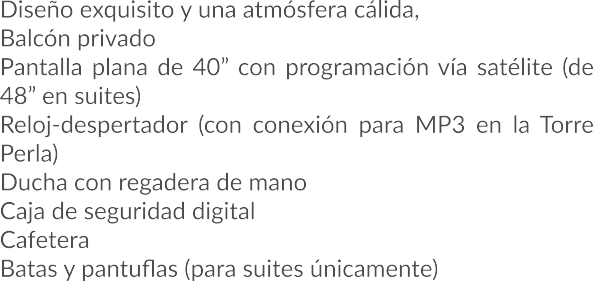 Diseño exquisito y una atmósfera cálida,
Balcón privado
Pantalla plana de 40” con programación vía satélite (de
48” en suites)
Reloj-despertador (con conexión para MP3 en la Torre
Perla)
Ducha con regadera de mano
Caja de seguridad digital
Cafetera
Batas y pantuflas (para suites únicamente)